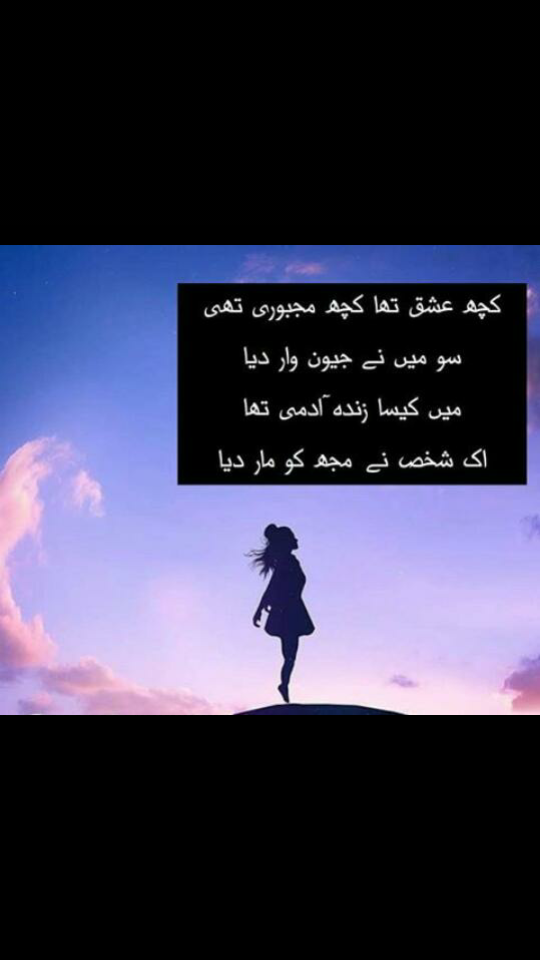 کچھ عشق تھا کچھ مجبوری تھی
سو میں نے جیون وار دیا
میں کیسا زندہ آدمی تھا
اک شخص نے مجھ کو مار دیا